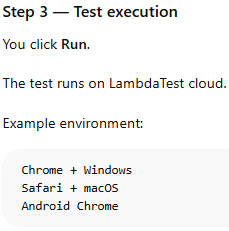 Step 3 — Test execution
You click Run.
The test runs on LambdaTest cloud.
Example environment:
Chrome + Windows
Safari + macOS
Android Chrome